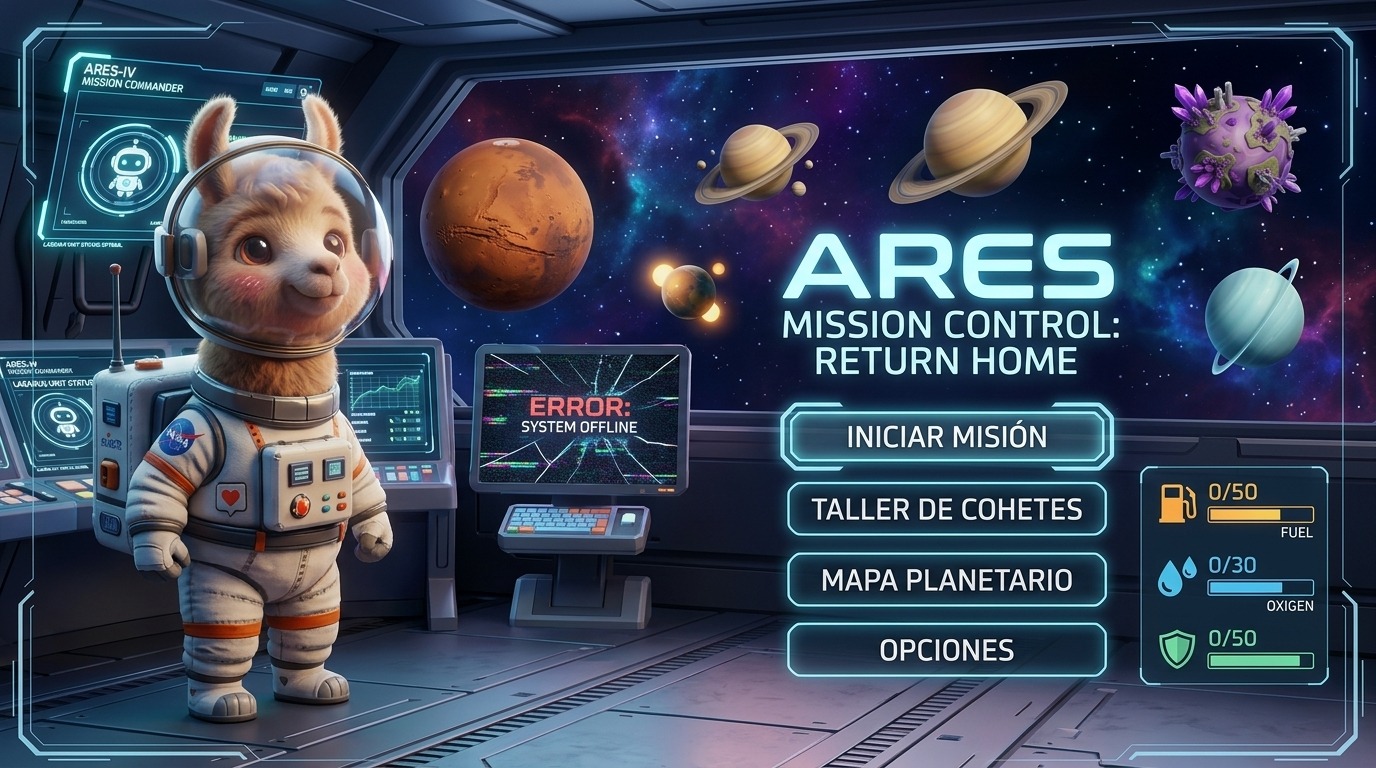 ARES-IV
MISSION COMMANDER
ARES
MISSION CONTROL:
RETURN HOME
ERROR:
SYSTEM OFFLINE
INICIAR MISIÓN
TALLER DE COHETES
MAPA PLANETARIO
OPCIONES
0/50
FUEL
0/30
OXIGEN
0/50